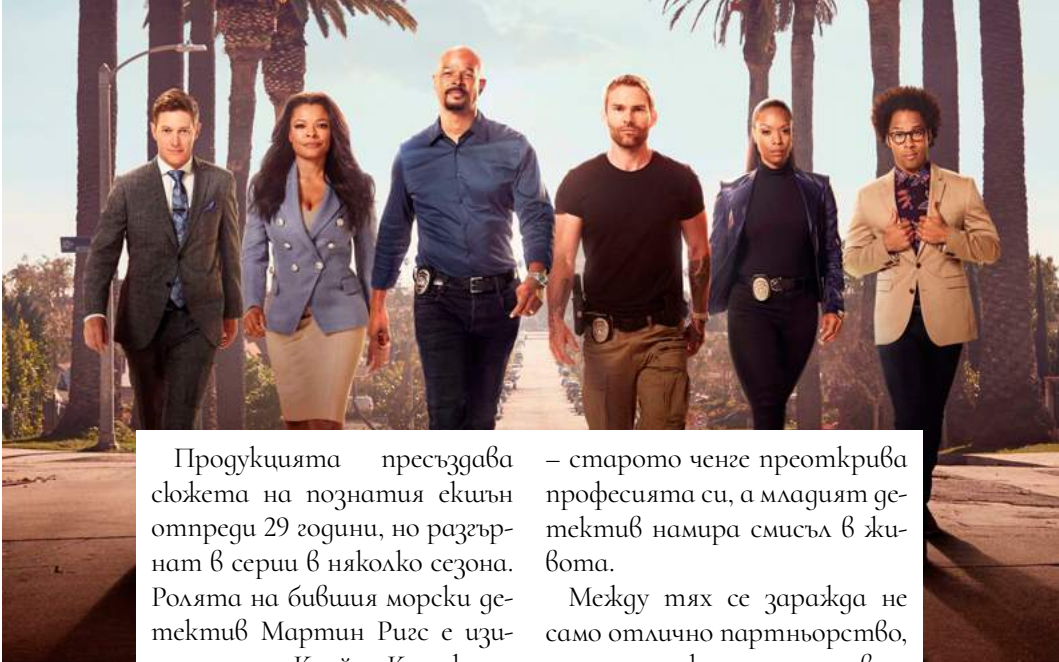 Продукцията пресъздава
сюжета на познатия екшън
отпреди 29 години, но разгър-
нат в серии в няколко сезона.
Ролята на бившия морски де-
тектив Мартин Ригс е изи-
– старото ченге преоткрива
професията си, а младият де-
тектив намира смисъл в жи-
вота.
Между тях се заражда не
само отлично партньорство,